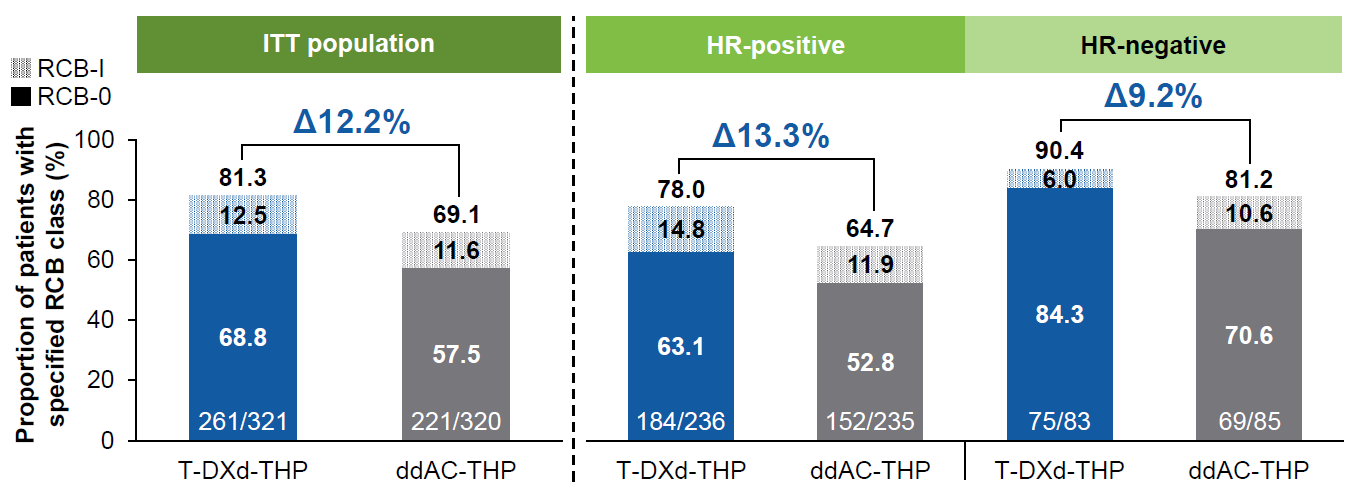 ITT population
HR-positive
HR-negative
RCB-I
RCB-0
Proportion of patients with
specified RCB class (%)
100
80
60
40
20
0
Δ12.2%
81.3
12.5
68.8
261/321
69.1
11.6
57.5
221/320
T-DXd-THP
ddAC-THP
Δ13.3%
78.0
14.8
63.1
184/236
64.7
11.9
52.8
152/235
T-DXd-THP
ddAC-THP
Δ9.2%
90.4
6.0
84.3
75/83
81.2
10.6
70.6
69/85
T-DXd-THP
ddAC-THP